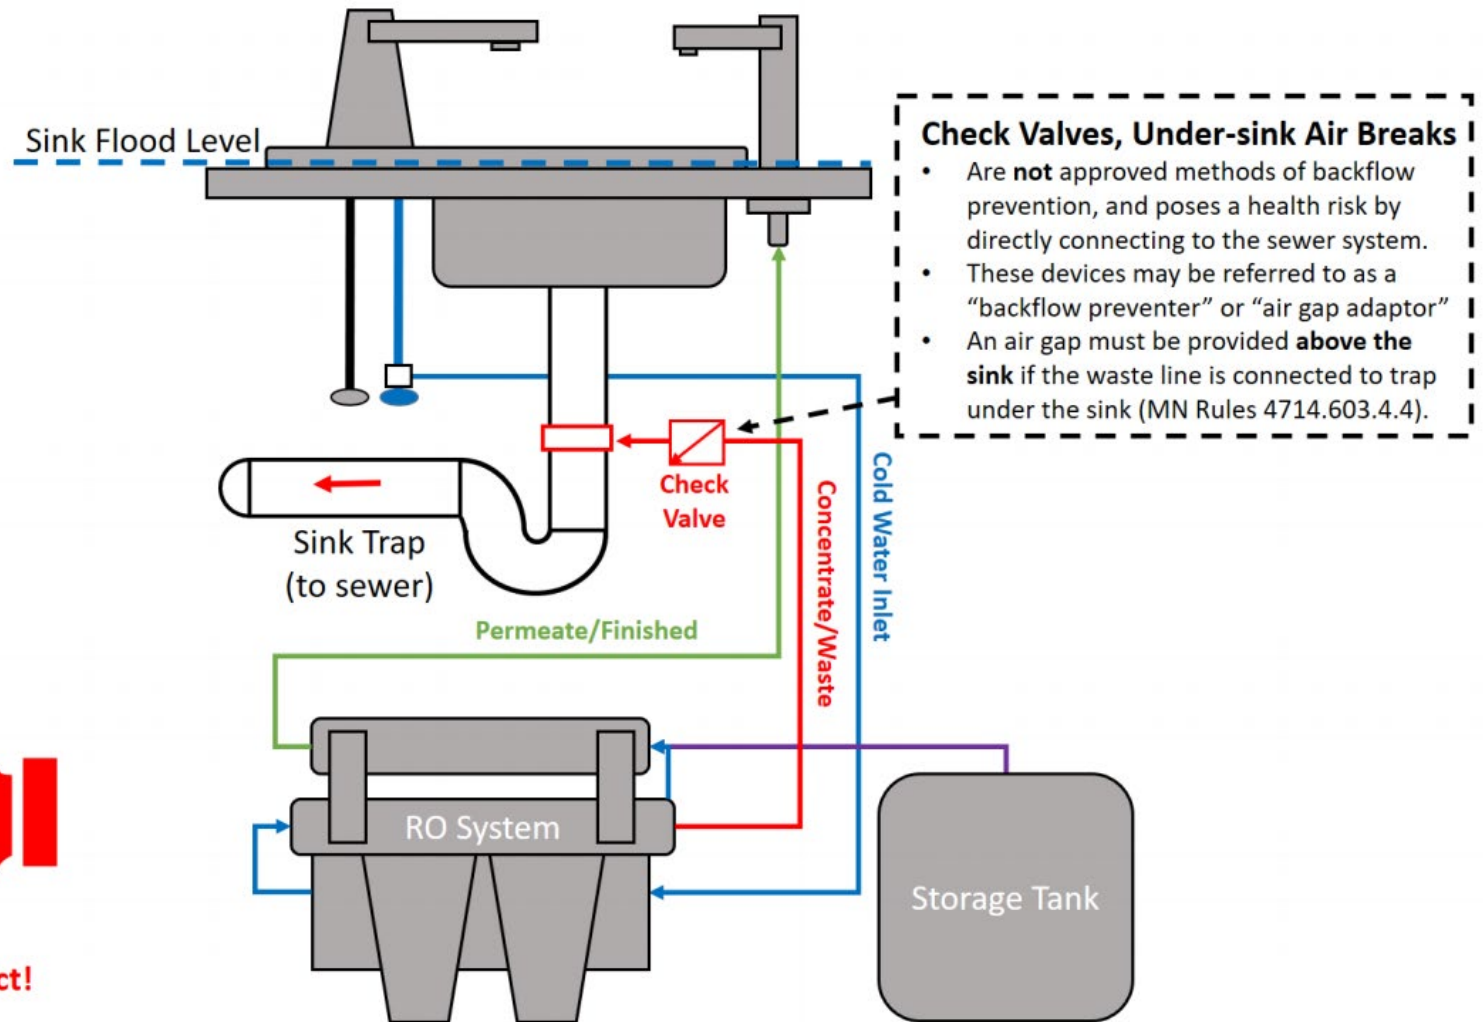 Sink Flood Level
Check Valves, Under-sink Air Breaks
• Are not approved methods of backflow
prevention, and poses a health risk by
directly connecting to the sewer system.
• These devices may be referred to as a
“backflow preventer” or “air gap adaptor”
• An air gap must be provided above the
sink if the waste line is connected to trap
under the sink (MN Rules 4714.603.4.4).
Check
Valve
Sink Trap
(to sewer)
Concentrate/Waste
Cold Water Inlet
Permeate/Finished
RO System
Storage Tank
ct!